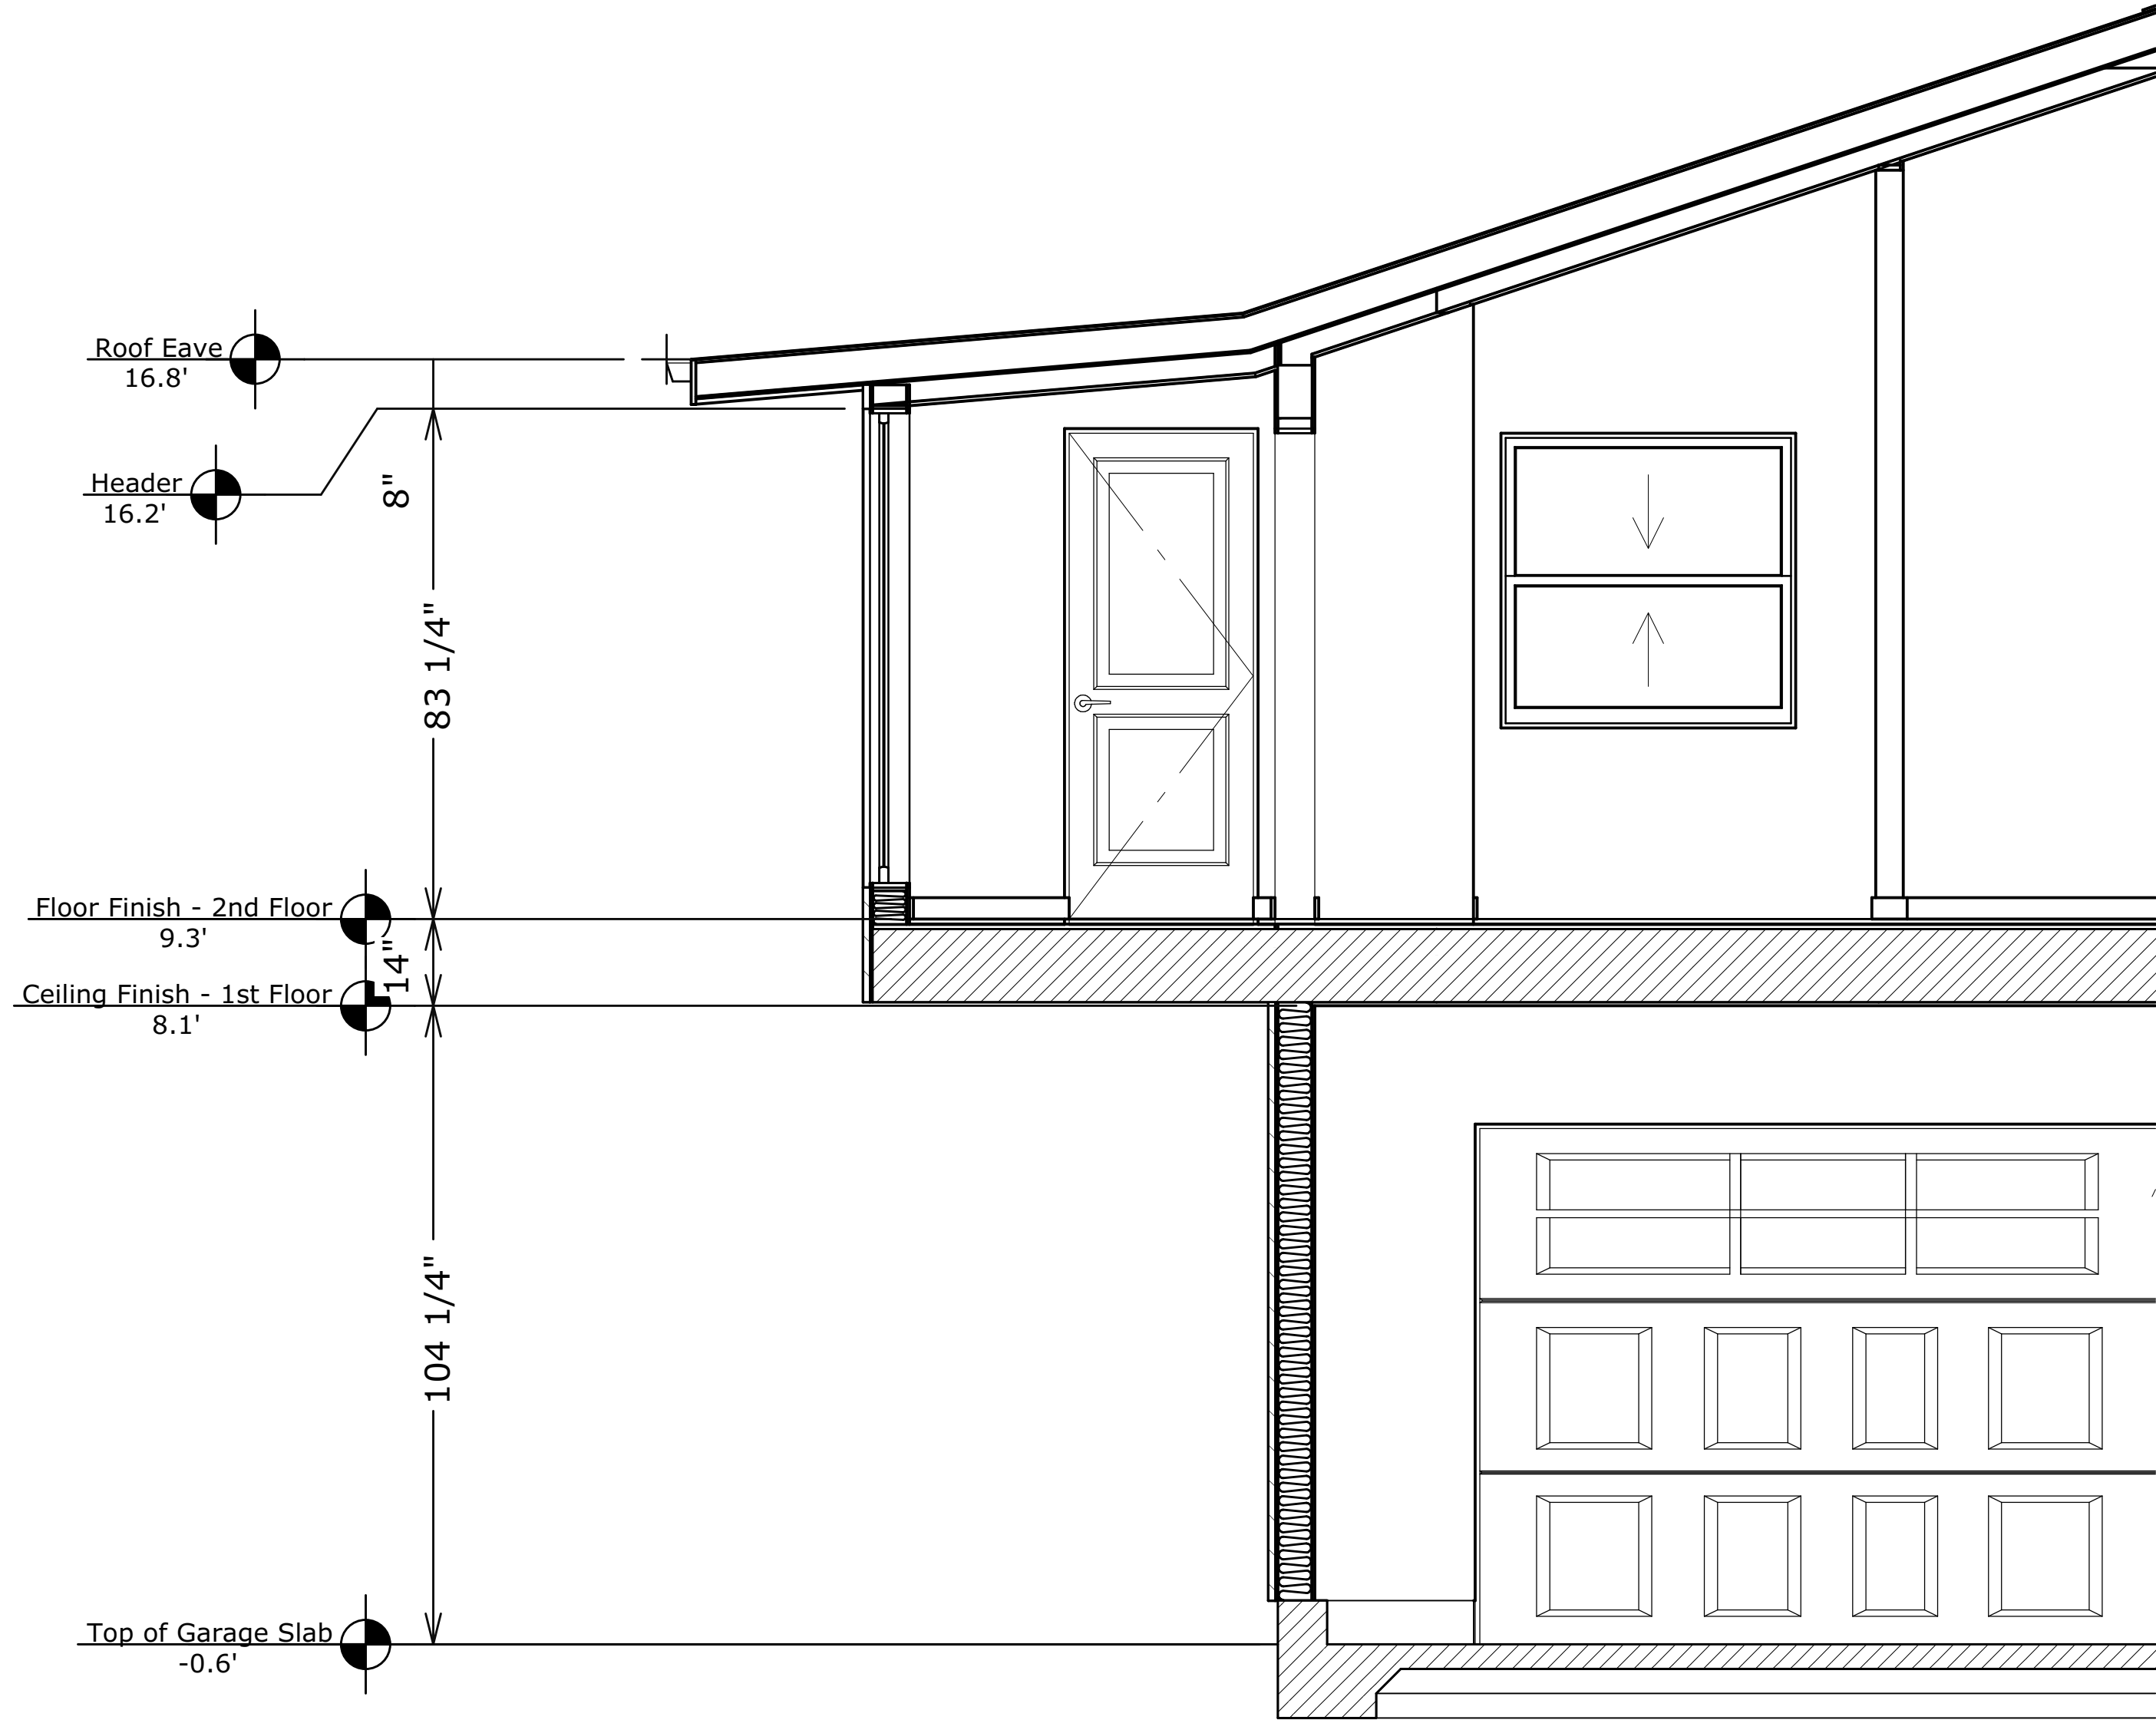 Roof Eave
16.8'
Header
16.2'
8"
83 1/4"
Floor Finish - 2nd Floor
9.3'
14"
Ceiling Finish - 1st Floor
8.1'
104 1/4"
Top of Garage Slab
-0.6'